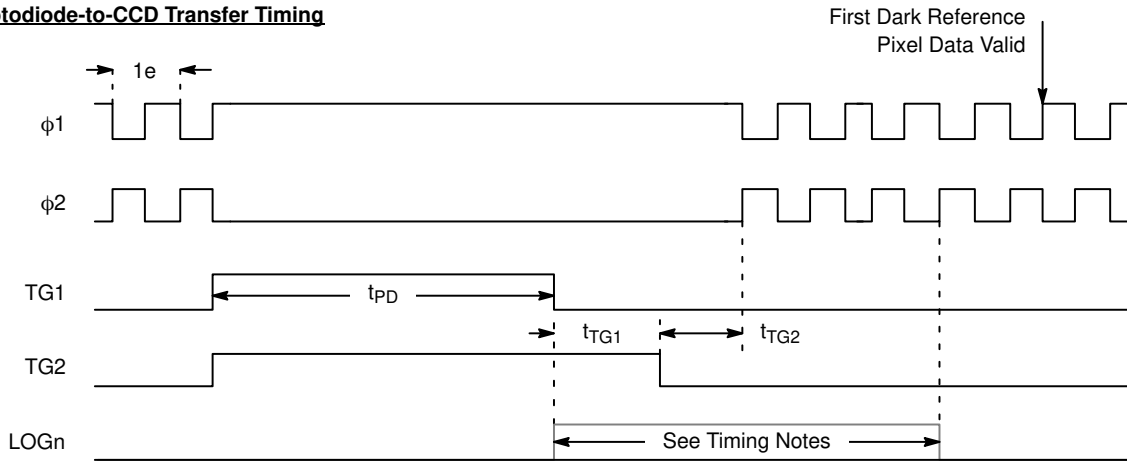 otodiode-to-CCD Transfer Timing
First Dark Reference
Pixel Data Valid
1e
ϕ1
ϕ2
TG1
tPD
tTG1
tTG2
TG2
LOGn
See Timing Notes